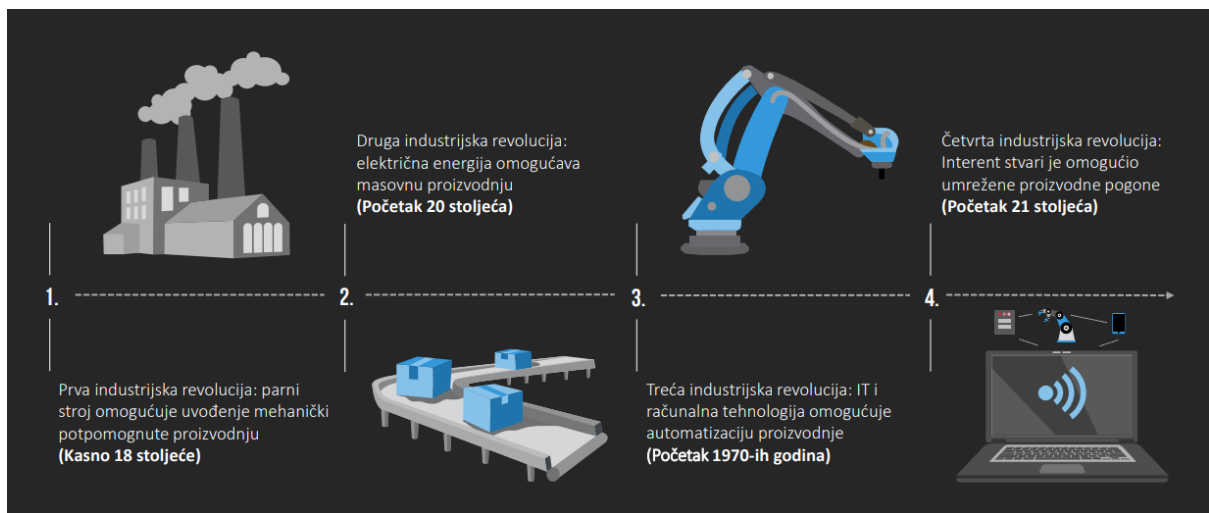 1.
Prva industrijska revolucija: parni
stroj omogućuje uvođenje mehanički
potpomognute proizvodnju
(Kasno 18 stoljeće)
2.
Druga industrijska revolucija:
električna energija omogućava
masovnu proizvodnju
(Početak 20 stoljeća)
3.
Treća industrijska revolucija: IT i
računalna tehnologija omogućuje
automatizaciju proizvodnje
(Početak 1970-ih godina)
4.
Četvrta industrijska revolucija:
Interent stvari je omogućio
umrežene proizvodne pogone
(Početak 21 stoljeća)